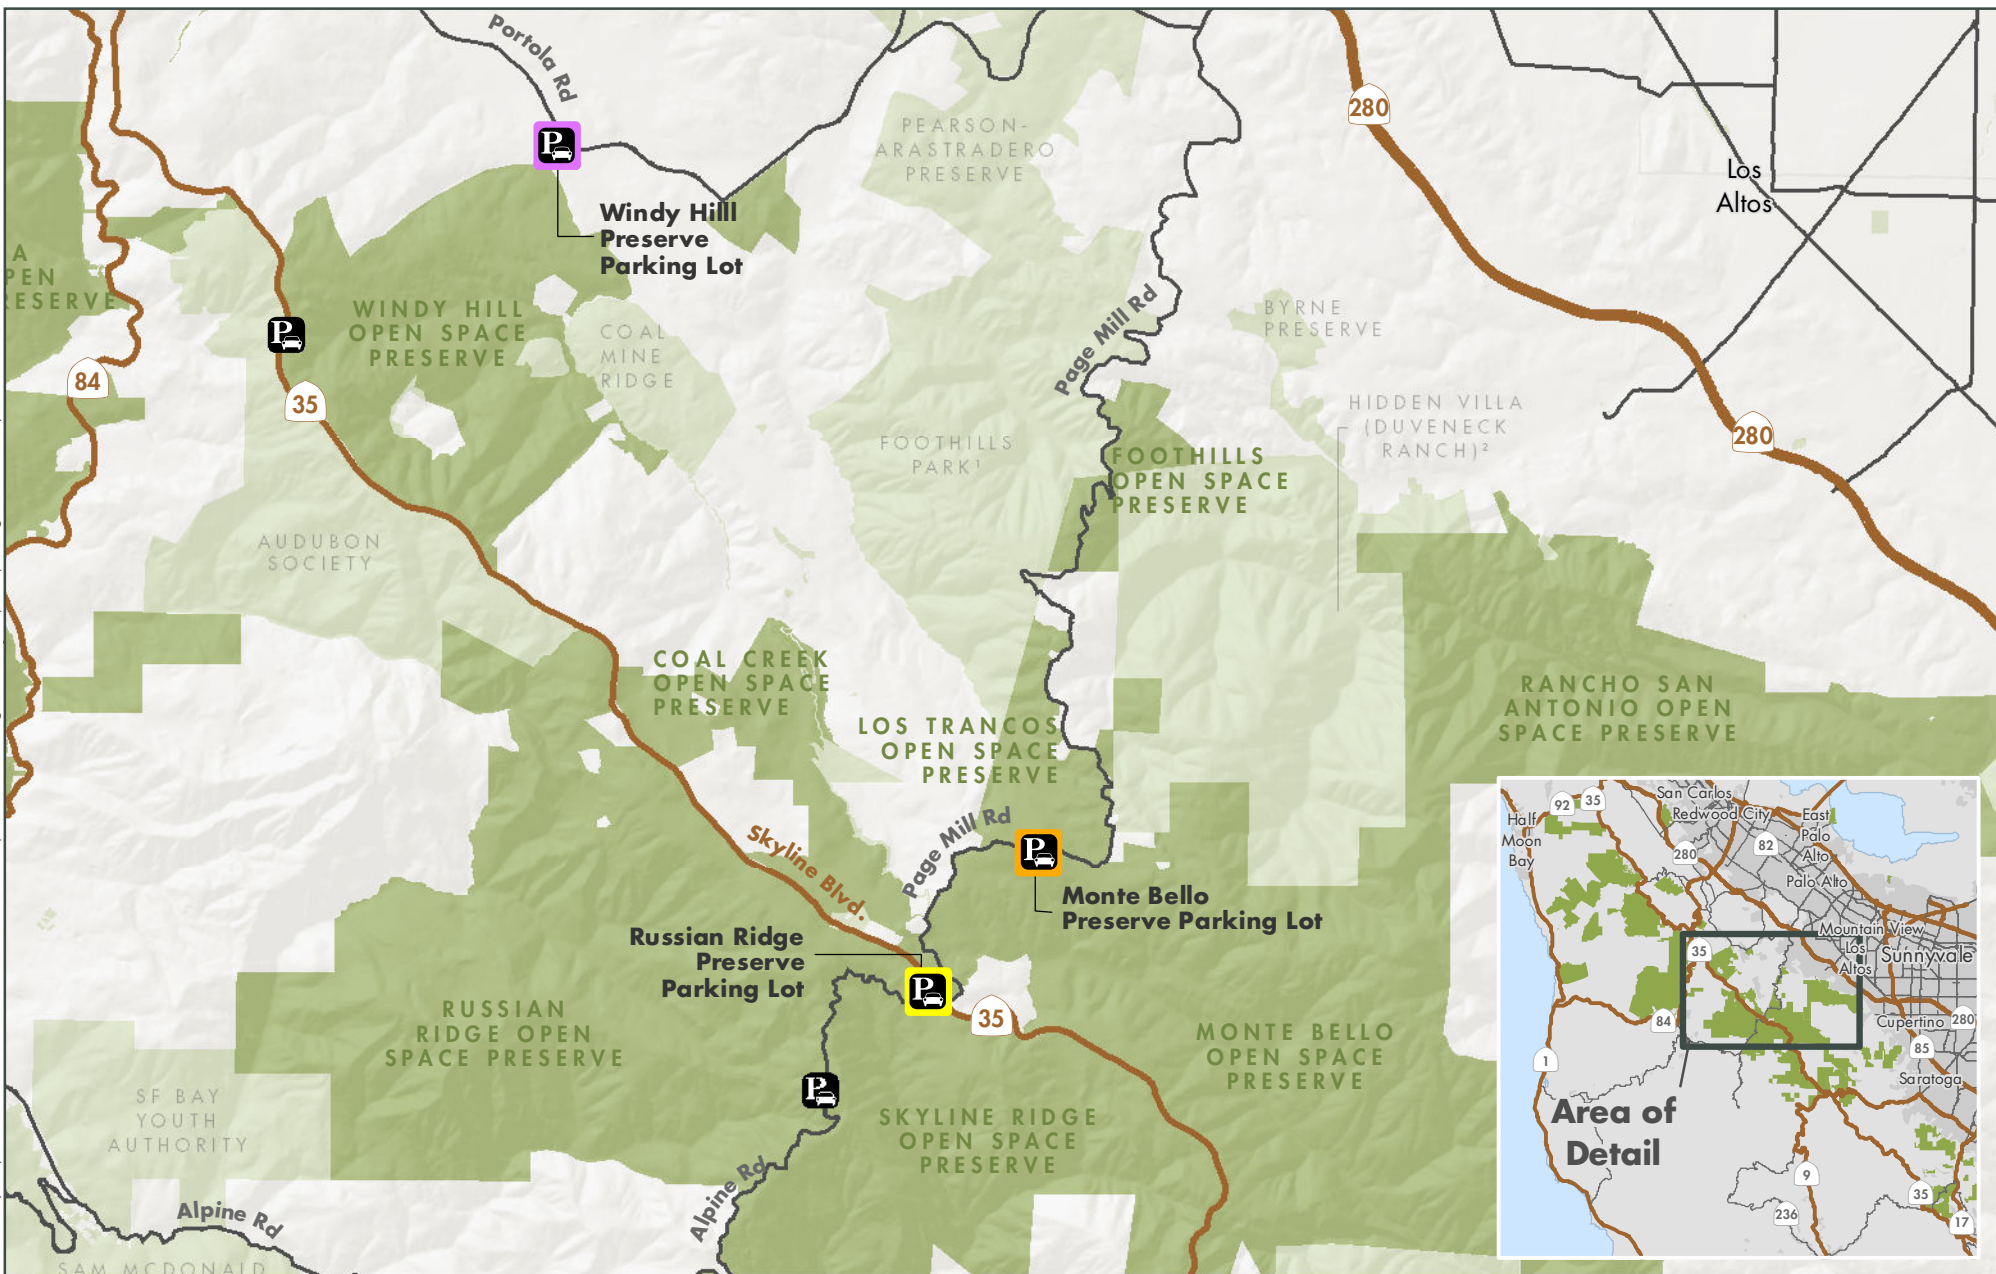 Portola Rd
280
PEARSON-
ARASTRADERO
PRESERVE
P
Los
Altos
Windy Hilll
Preserve
Parking Lot
A
PEN
RESERVE
WINDY HILL
OPEN SPACE
PRESERVE
P
COAL
MINE
RIDGE
Page Mill Rd
BYRNE
PRESERVE
84
35
HIDDEN VILLA
(DUVENECK
RANCH)²
280
FOOTHILLS
PARK¹
FOOTHILLS
OPEN SPACE
PRESERVE
AUDUBON
SOCIETY
COAL CREEK
OPEN SPACE
PRESERVE
LOS TRANCOS
OPEN SPACE
PRESERVE
RANCHO SAN
ANTONIO OPEN
SPACE PRESERVE
Skyline Blvd.
Page Mill Rd
P
Monte Bello
Preserve Parking Lot
Russian Ridge
Preserve
Parking Lot
P
35
RUSSIAN
RIDGE OPEN
SPACE PRESERVE
MONTE BELLO
OPEN SPACE
PRESERVE
P
SF BAY
YOUTH
AUTHORITY
SKYLINE RIDGE
OPEN SPACE
PRESERVE
Alpine Rd
Alpine Rd
SAM MCDONALD
92
35
San Carlos
Redwood City
Half
Moon
Bay
East
Palo
Alto
280
82
Palo Alto
Mountain View
35
Los
Altos
Sunnyvale
84
Cupertino
280
1
85
Saratoga
Area of
Detail
9
35
236
17